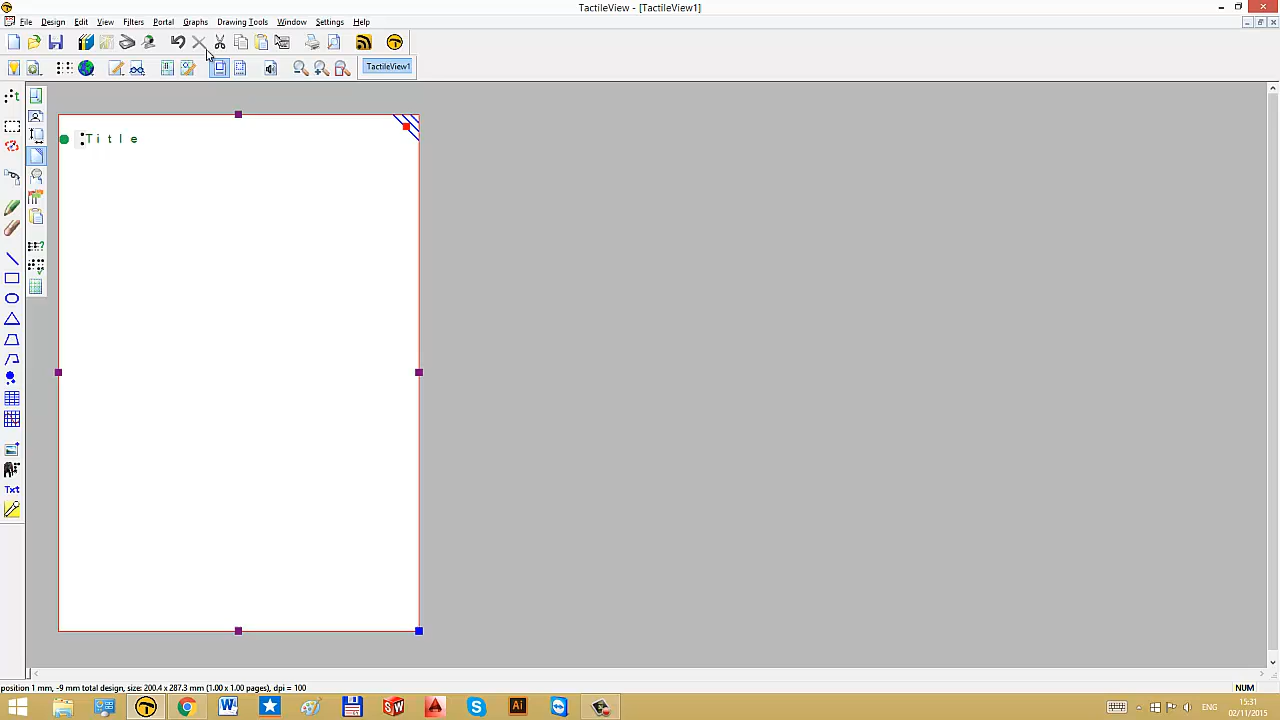 TactileView - [TactileView1]
File Design Edit View Filters Portal Graphs Drawing Tools Window Settings Help
TactileView1
Title
Txt
position 1 mm, -9 mm total design, size: 200.4 x 287.3 mm (1.00 x 1.00 pages), dpi = 100
NUM
W SW A S Ai
ENG
15:31
02/11/2015